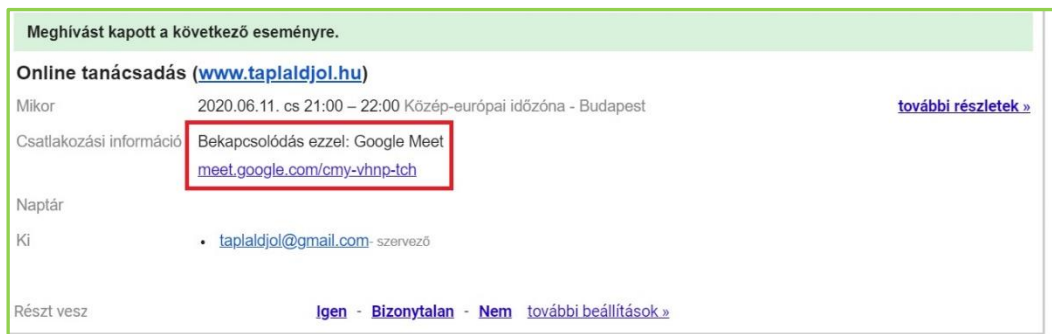 Meghívást kapott a következő eseményre.
Online tanácsadás (www.taplaldjol.hu)
Mikor 2020.06.11. cs 21:00 – 22:00 Közép-európai időzóna - Budapest további részletek »
Csatlakozási információ Bekapcsolódás ezzel: Google Meet
meet.google.com/cmy-vhnp-tch
Naptár
Ki • taplaldjol@gmail.com- szervező
Részt vesz Igen - Bizonytalan - Nem további beállítások »